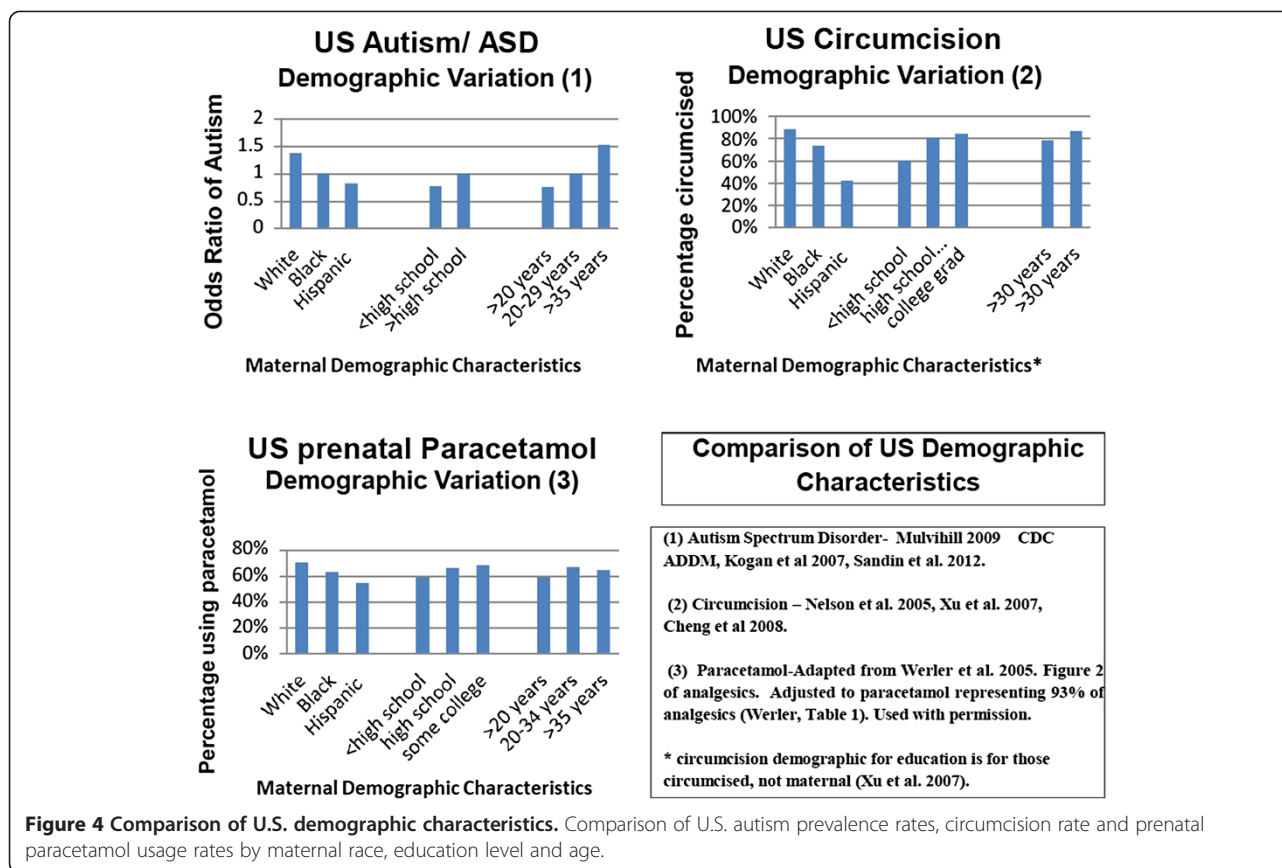 US Autism/ ASD
Demographic Variation (1)
Odds Ratio of Autism
2
1.5
1
0.5
0
White
Black
Hispanic
<high school
>high school
>20 years
20-29 years
>35 years
Maternal Demographic Characteristics
US Circumcision
Demographic Variation (2)
Percentage circumcised
100%
80%
60%
40%
20%
0%
White
Black
Hispanic
<high school
high school...
college grad
>30 years
>30 years
Maternal Demographic Characteristics*
US prenatal Paracetamol
Demographic Variation (3)
Percentage using paracetamol
80%
60%
40%
20%
0%
White
Black
Hispanic
<high school
high school
some college
>20 years
20-34 years
>35 years
Maternal Demographic Characteristics
Comparison of US Demographic
Characteristics
(1) Autism Spectrum Disorder- Mulvihill 2009 CDC
ADDM, Kogan et al 2007, Sandin et al. 2012.
(2) Circumcision – Nelson et al. 2005, Xu et al. 2007,
Cheng et al 2008.
(3) Paracetamol-Adapted from Werler et al. 2005. Figure 2
of analgesics. Adjusted to paracetamol representing 93% of
analgesics (Werler, Table 1). Used with permission.
* circumcision demographic for education is for those
circumcised, not maternal (Xu et al. 2007).
Figure 4 Comparison of U.S. demographic characteristics. Comparison of U.S. autism prevalence rates, circumcision rate and prenatal
paracetamol usage rates by maternal race, education level and age.